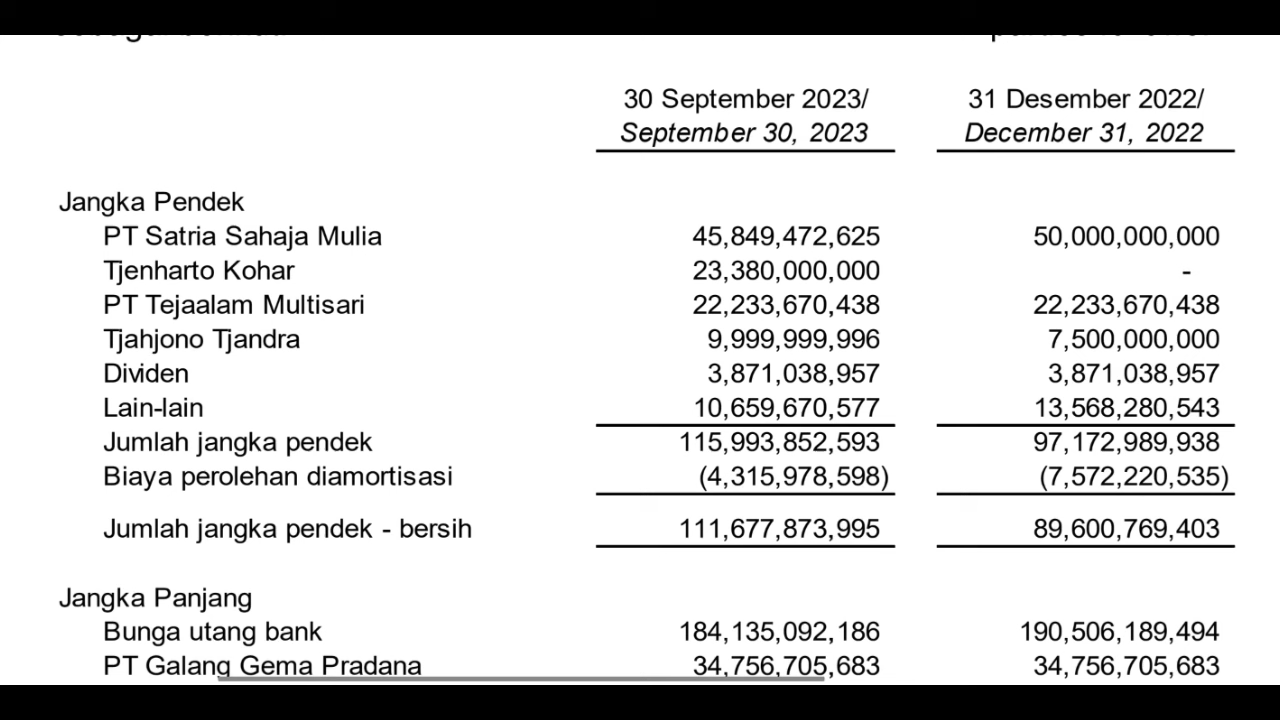 30 September 2023/ 31 Desember 2022/
September 30, 2023 December 31, 2022
Jangka Pendek
PT Satria Sahaja Mulia 45,849,472,625 50,000,000,000
Tjenharto Kohar 23,380,000,000 -
PT Tejaalam Multisari 22,233,670,438 22,233,670,438
Tjahjono Tjandra 9,999,999,996 7,500,000,000
Dividen 3,871,038,957 3,871,038,957
Lain-lain 10,659,670,577 13,568,280,543
Jumlah jangka pendek 115,993,852,593 97,172,989,938
Biaya perolehan diamortisasi (4,315,978,598) (7,572,220,535)
Jumlah jangka pendek - bersih 111,677,873,995 89,600,769,403
Jangka Panjang
Bunga utang bank 184,135,092,186 190,506,189,494
PT Galang Gema Pradana 34,756,705,683 34,756,705,683